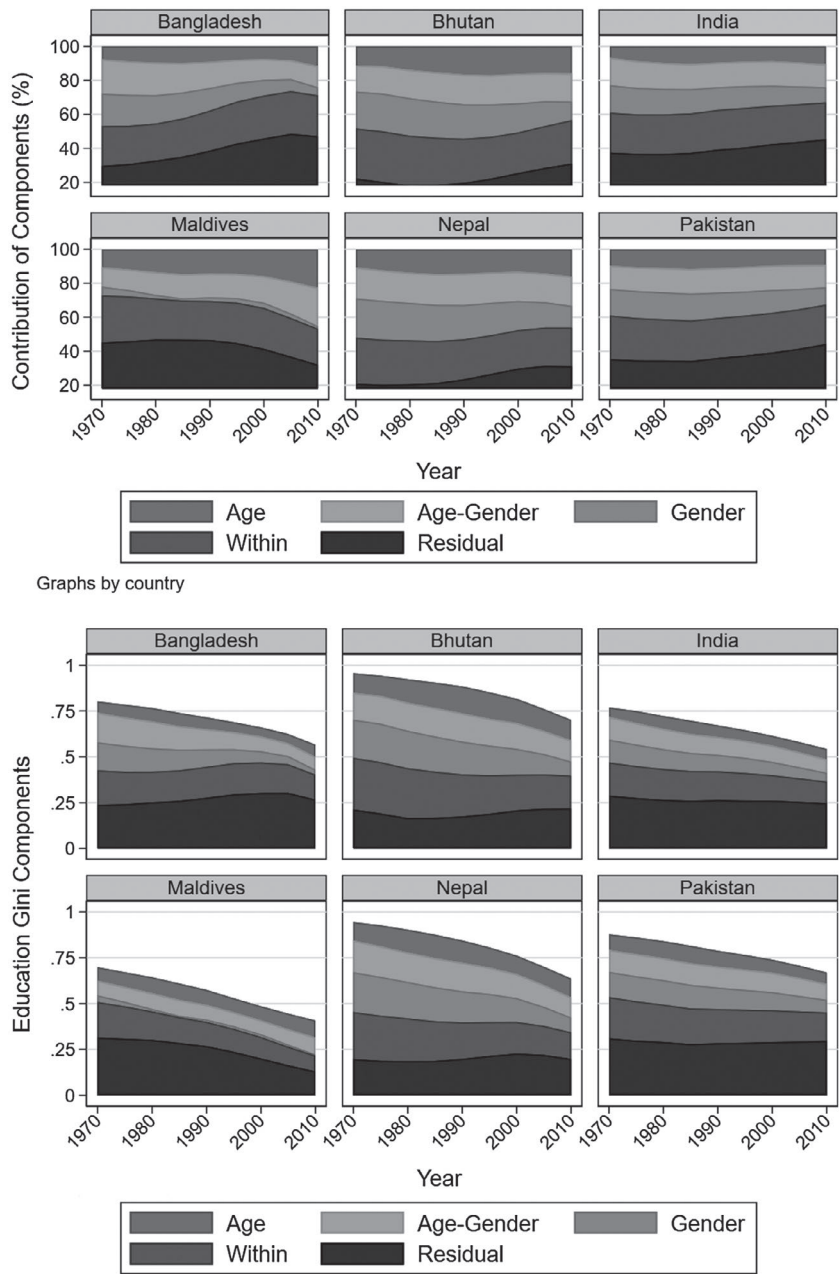 Bangladesh Bhutan India
100
80
60
40
20
Maldives Nepal Pakistan
100
80
60
40
20
Contribution of Components (%)
1970 1980 1990 2000 2010 1970 1980 1990 2000 2010 1970 1980 1990 2000 2010
Year
Age Age-Gender Gender
Within Residual
Graphs by country
Bangladesh Bhutan India
1
.75
.5
.25
0
Maldives Nepal Pakistan
1
.75
.5
.25
0
Education Gini Components
1970 1980 1990 2000 2010 1970 1980 1990 2000 2010 1970 1980 1990 2000 2010
Year
Age Age-Gender Gender
Within Residual